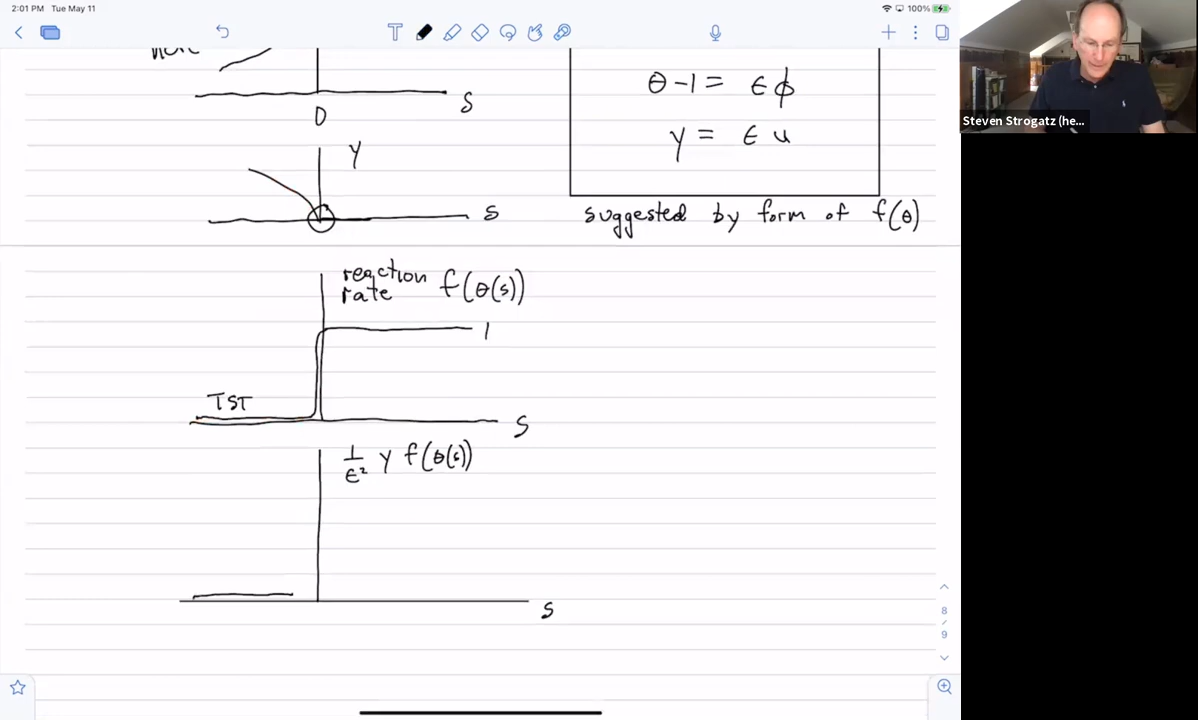 2:01 PM Tue May 11
100%
T
here
S
0
θ - 1 = ε φ
y = ε u
Y
S
suggested by form of f(θ)
reaction rate f(θ(s))
1
TST
S
1/ε² y f(θ(s))
S
8
/
9
Steven Strogatz (he...